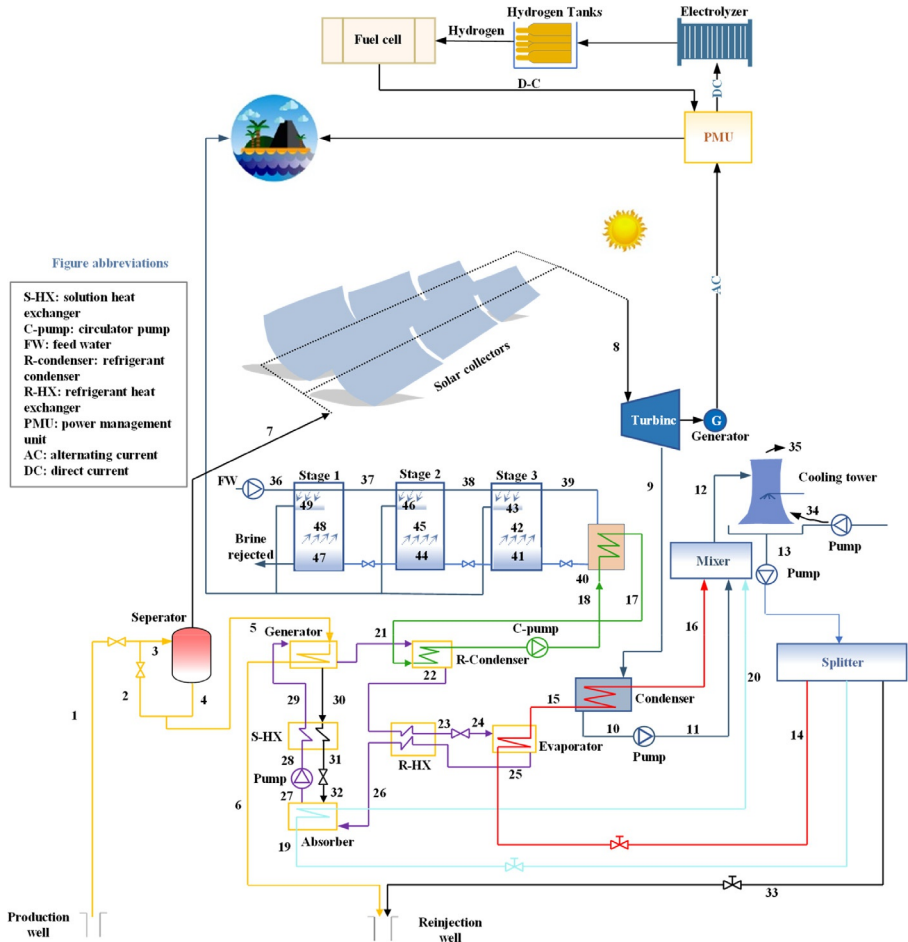 Hydrogen Tanks
Electrolyzer
Fuel cell
Hydrogen
D-C
DC
PMU
AC
Figure abbreviations
S-HX: solution heat
exchanger
C-pump: circulator pump
FW: feed water
R-condenser: refrigerant
condenser
R-HX: refrigerant heat
exchanger
PMU: power management
unit
AC: alternating current
DC: direct current
Solar collectors
8
7
Turbine
G
Generator
35
Cooling tower
34
Pump
9
12
13
Pump
Mixer
FW
36
Stage 1
37
Stage 2
38
Stage 3
39
49
46
43
48
45
42
Brine
rejected
47
44
41
40
18
17
16
Seperator
3
5
Generator
21
C-pump
R-Condenser
22
Splitter
1
2
4
29
30
15
Condenser
20
14
S-HX
23
24
10
11
Pump
28
31
R-HX
Evaporator
25
Pump
27
32
26
6
Absorber
19
33
Production
well
Reinjection
well